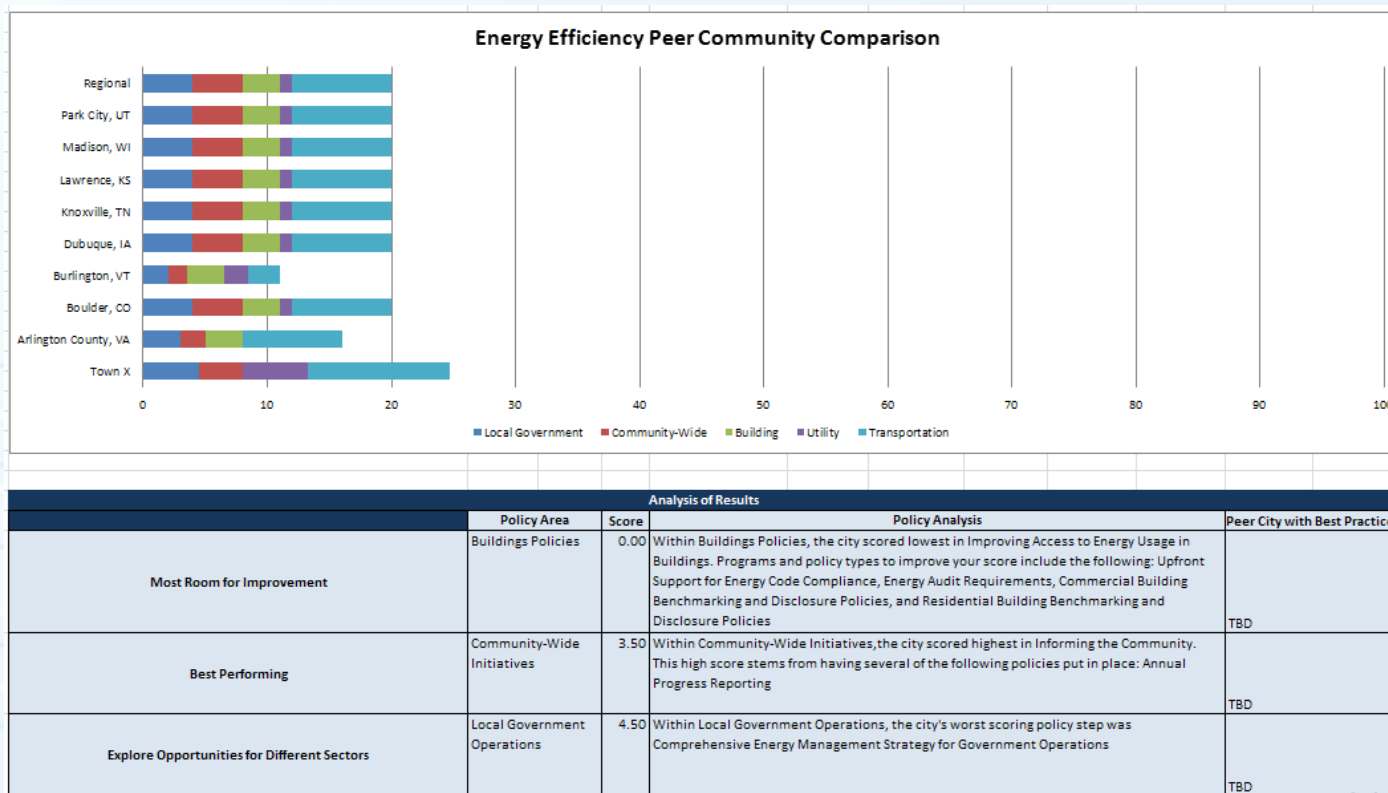 Energy Efficiency Peer Community Comparison
Regional
Park City, UT
Madison, WI
Lawrence, KS
Knoxville, TN
Dubuque, IA
Burlington, VT
Boulder, CO
Arlington County, VA
Town X
0 10 20 30 40 50 60 70 80 90 100
Local Government Community-Wide Building Utility Transportation
Analysis of Results
Policy Area Score Policy Analysis Peer City with Best Practice
Most Room for Improvement
Buildings Policies
0.00
Within Buildings Policies, the city scored lowest in Improving Access to Energy Usage in
Buildings. Programs and policy types to improve your score include the following: Upfront
Support for Energy Code Compliance, Energy Audit Requirements, Commercial Building
Benchmarking and Disclosure Policies, and Residential Building Benchmarking and
Disclosure Policies
TBD
Best Performing
Community-Wide
Initiatives
3.50
Within Community-Wide Initiatives,the city scored highest in Informing the Community.
This high score stems from having several of the following policies put in place: Annual
Progress Reporting
TBD
Explore Opportunities for Different Sectors
Local Government
Operations
4.50
Within Local Government Operations, the city's worst scoring policy step was
Comprehensive Energy Management Strategy for Government Operations
TBD